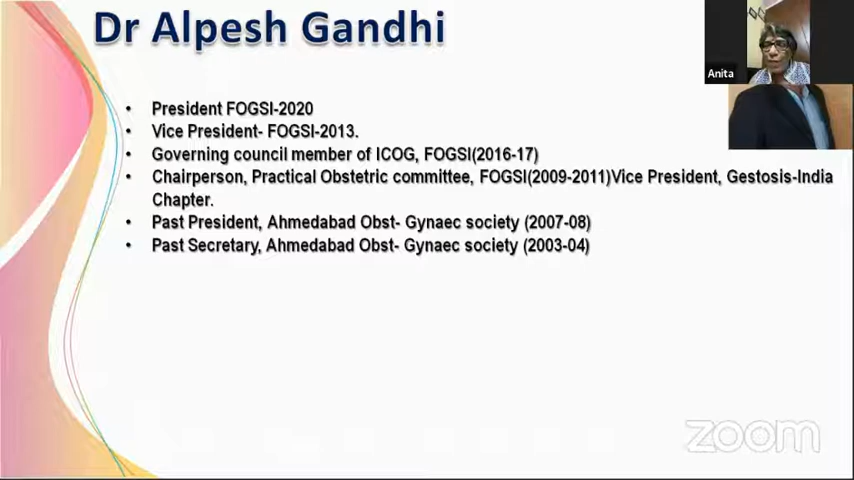 Dr Alpesh Gandhi
Anita
• President FOGSI-2020
• Vice President- FOGSI-2013.
• Governing council member of ICOG, FOGSI(2016-17)
• Chairperson, Practical Obstetric committee, FOGSI(2009-2011)Vice President, Gestosis-India
Chapter.
• Past President, Ahmedabad Obst- Gynaec society (2007-08)
• Past Secretary, Ahmedabad Obst- Gynaec society (2003-04)
zoom